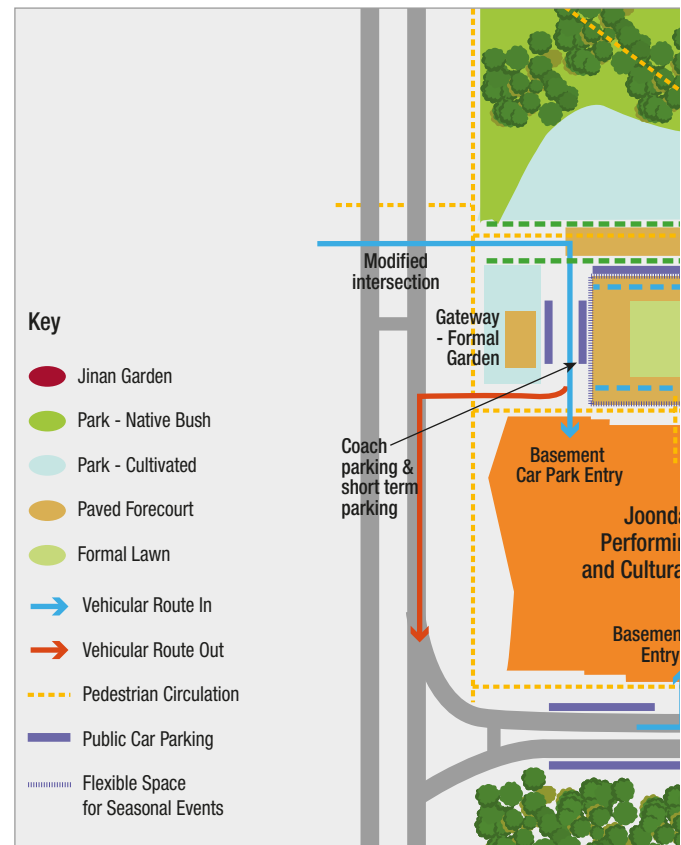 Modified
intersection
Gateway
- Formal
Garden
Key
Jinan Garden
Park - Native Bush
Park - Cultivated
Paved Forecourt
Formal Lawn
Vehicular Route In
Vehicular Route Out
Pedestrian Circulation
Public Car Parking
Flexible Space
for Seasonal Events
Coach
parking &
short term
parking
Basement
Car Park Entry
Joonda
Performin
and Cultura
Basemen
Entry